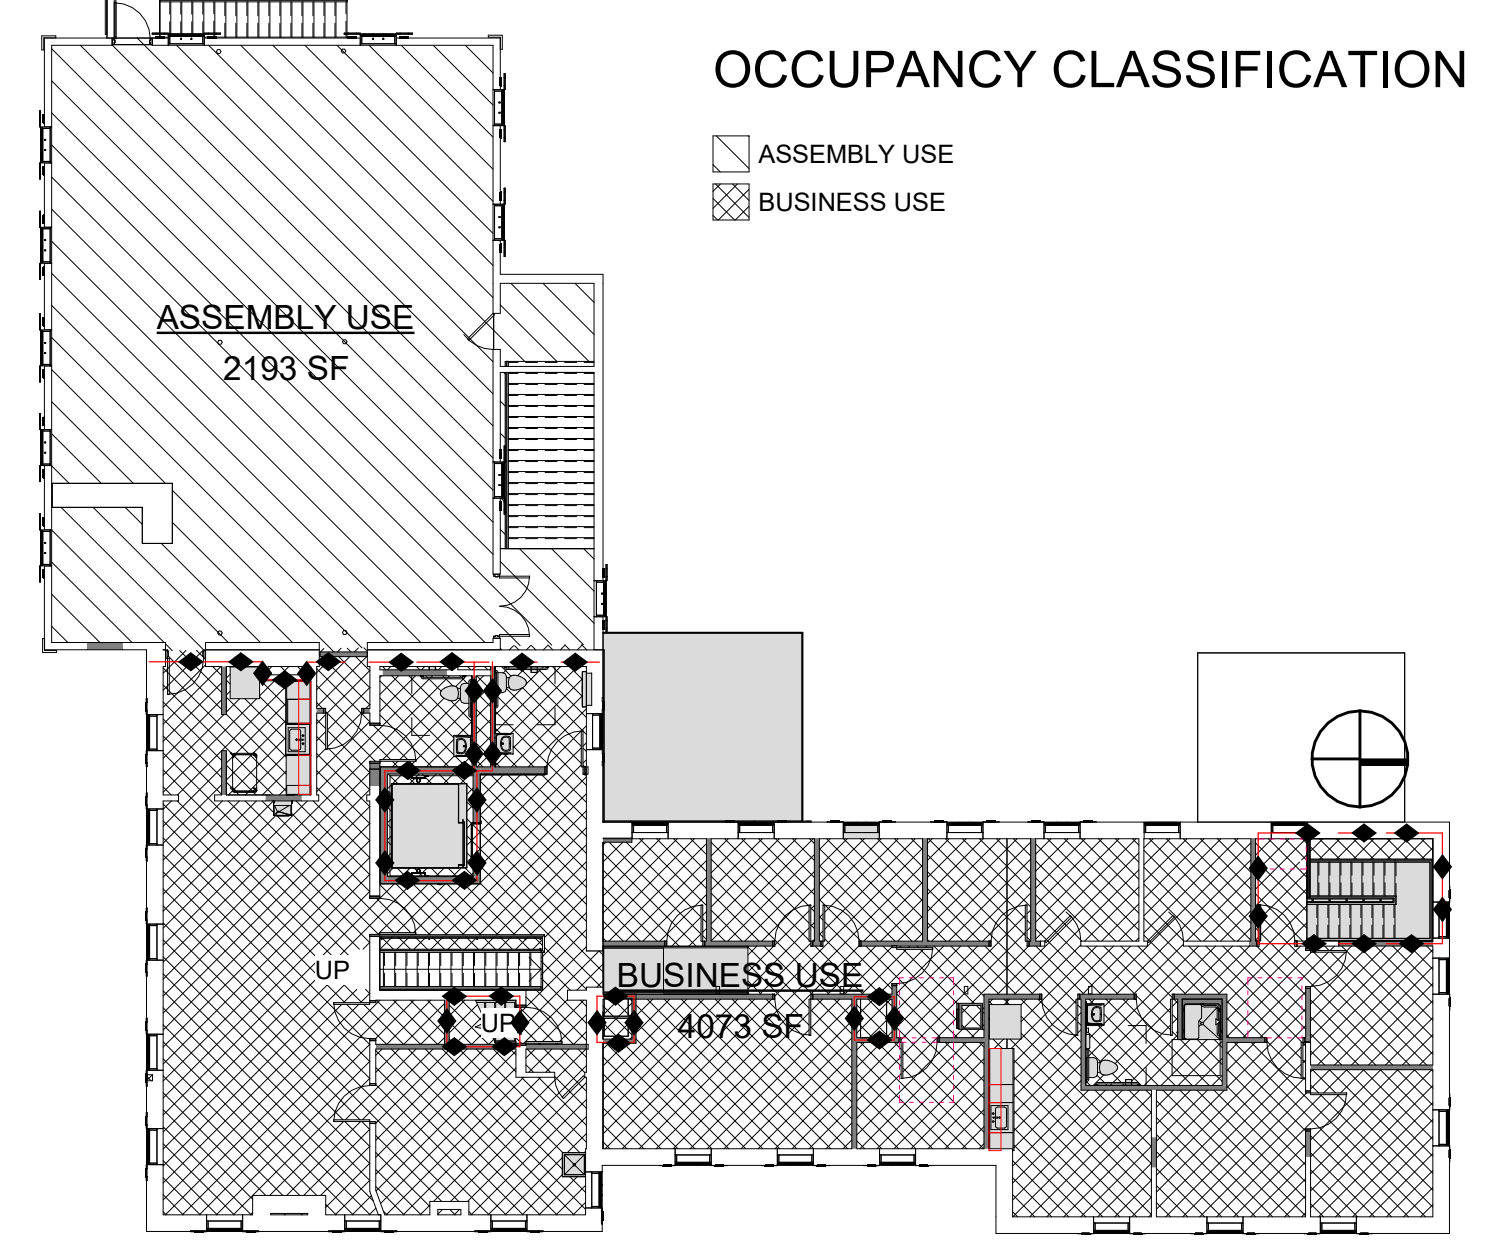 OCCUPANCY CLASSIFICATION
ASSEMBLY USE
BUSINESS USE
ASSEMBLY USE
2193 SF
UP
BUSINESS USE
UP
4073 SF